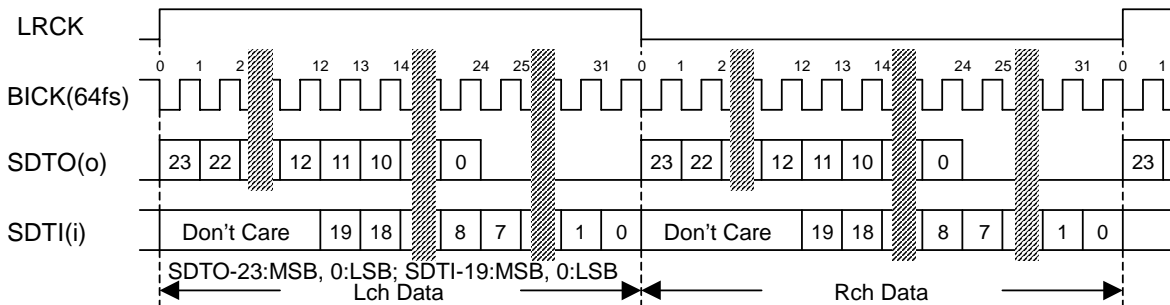 LRCK
0 1 2 12 13 14 24 25 31 0 1 2 12 13 14 24 25 31 0 1
BICK(64fs)
SDTO(o) 23 22 12 11 10 0 23 22 12 11 10 0 23
SDTI(i) Don't Care 19 18 8 7 1 0 Don't Care 19 18 8 7 1 0
SDTO-23:MSB, 0:LSB; SDTI-19:MSB, 0:LSB
Lch Data Rch Data